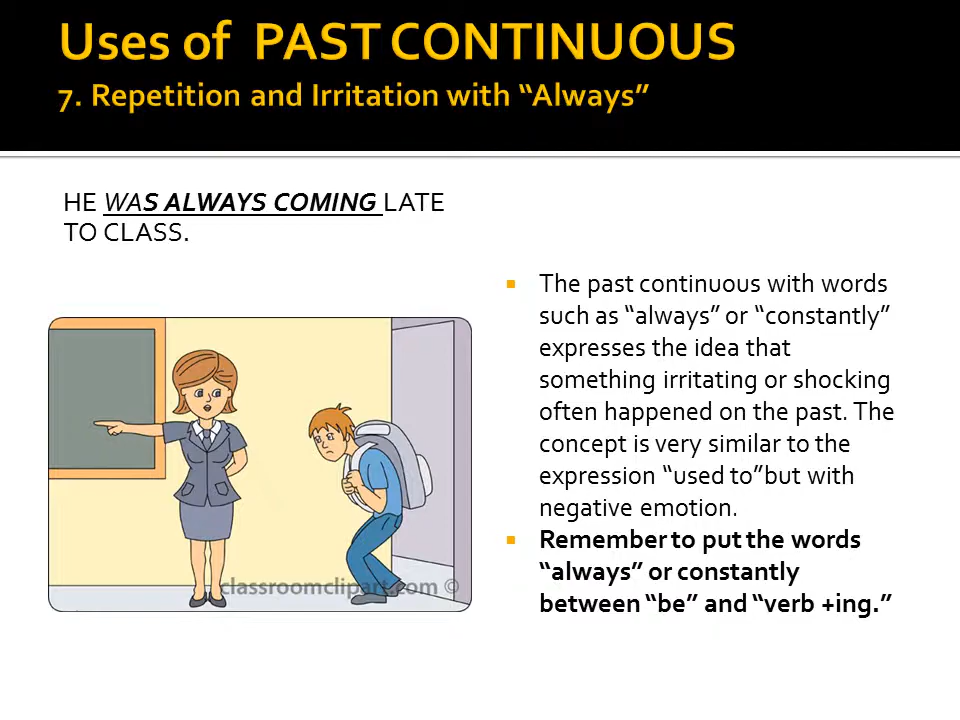 Uses of PAST CONTINUOUS
7. Repetition and Irritation with “Always”
HE WAS ALWAYS COMING LATE
TO CLASS.
The past continuous with words
such as “always” or “constantly”
expresses the idea that
something irritating or shocking
often happened on the past. The
concept is very similar to the
expression “used to”but with
negative emotion.
Remember to put the words
“always” or constantly
between “be” and “verb +ing.”
classroomclipart.com ©